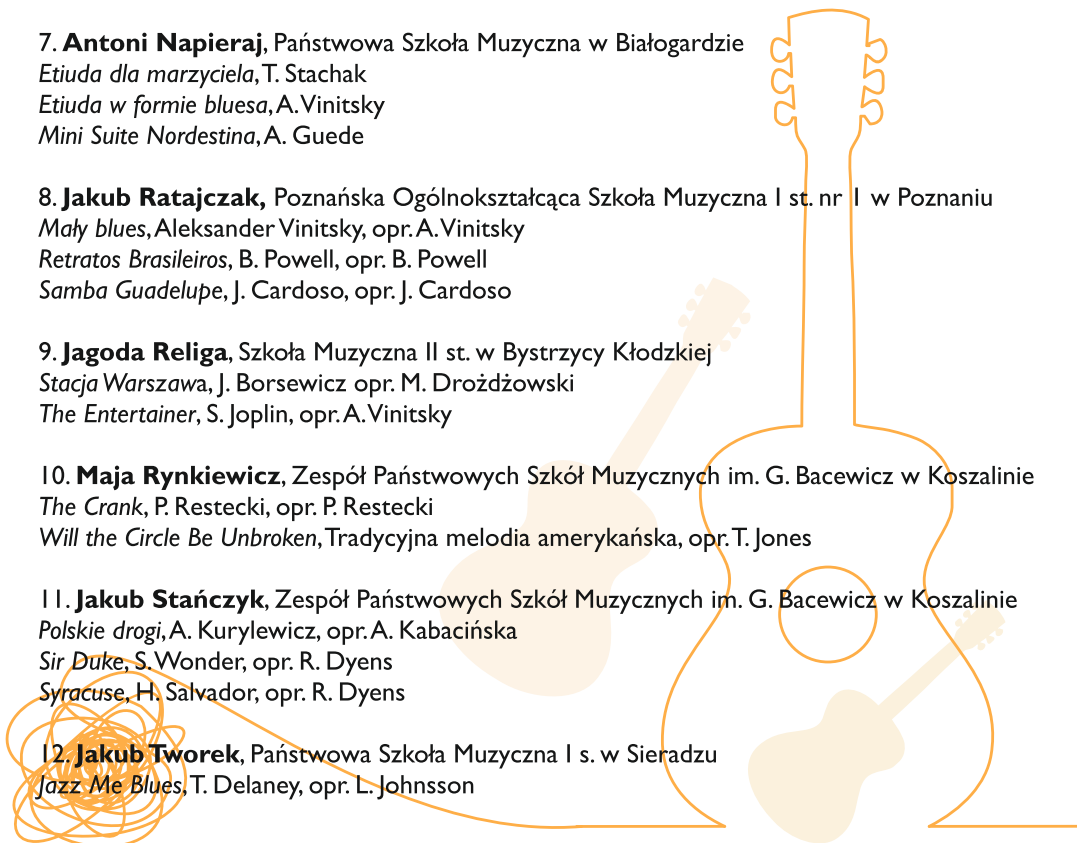 7. Antoni Napieraj, Państwowa Szkoła Muzyczna w Białogardzie
Etiuda dla marzyciela, T. Stachak
Etiuda w formie bluesa, A. Vinitsky
Mini Suite Nordestina, A. Guede
8. Jakub Ratajczak, Poznańska Ogólnokształcąca Szkoła Muzyczna I st. nr 1 w Poznaniu
Mały blues, Aleksander Vinitsky, opr. A. Vinitsky
Retratos Brasileiros, B. Powell, opr. B. Powell
Samba Guadelupe, J. Cardoso, opr. J. Cardoso
9. Jagoda Religa, Szkoła Muzyczna II st. w Bystrzycy Kłodzkiej
Stacja Warszawa, J. Borsewicz opr. M. Drożdżowski
The Entertainer, S. Joplin, opr. A. Vinitsky
10. Maja Rynkiewicz, Zespół Państwowych Szkół Muzycznych im. G. Bacewicz w Koszalinie
The Crank, P. Restecki, opr. P. Restecki
Will the Circle Be Unbroken, Tradycyjna melodia amerykańska, opr. T. Jones
11. Jakub Stańczyk, Zespół Państwowych Szkół Muzycznych im. G. Bacewicz w Koszalinie
Polskie drogi, A. Kurylewicz, opr. A. Kabacińska
Sir Duke, S. Wonder, opr. R. Dyens
Syracuse, H. Salvador, opr. R. Dyens
12. Jakub Tworek, Państwowa Szkoła Muzyczna I s. w Sieradzu
Jazz Me Blues, T. Delaney, opr. L. Johnsson